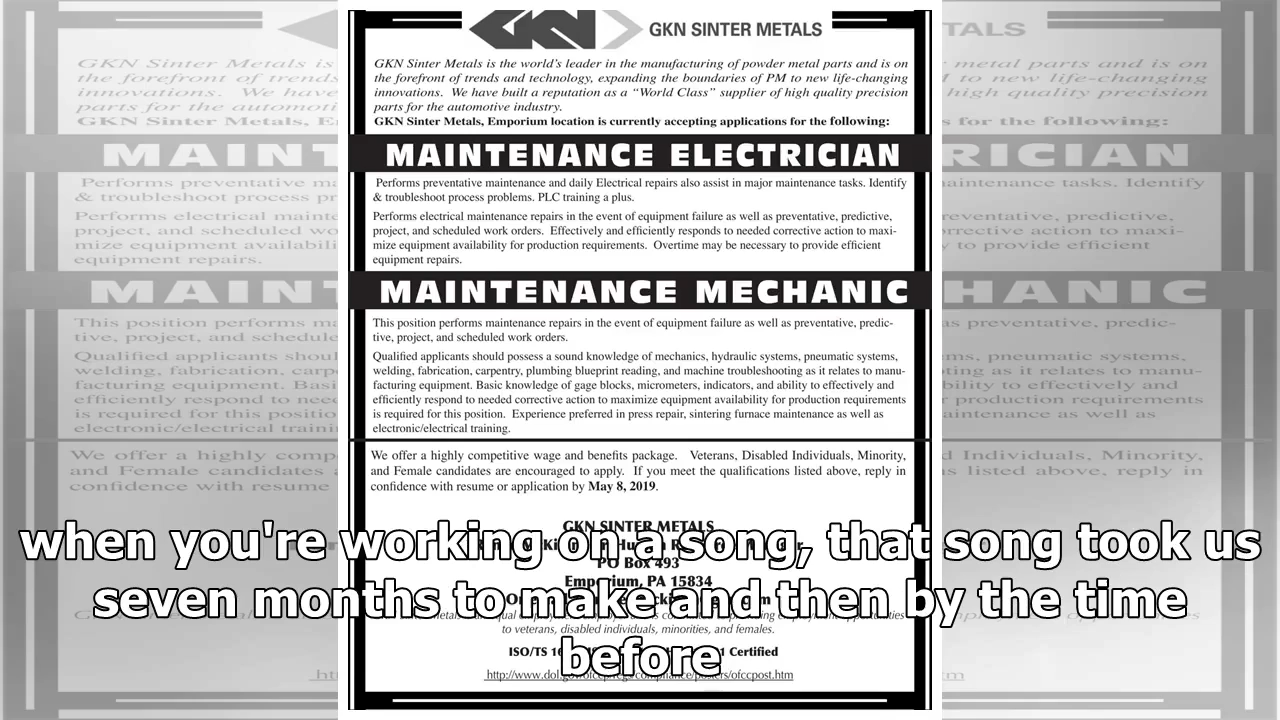 GKN GKN SINTER METALS
GKN Sinter Metals is the world's leader in the manufacturing of powder metal parts and is on
the forefront of trends and technology, expanding the boundaries of PM to new life-changing
innovations. We have built a reputation as a "World Class" supplier of high quality precision
parts for the automotive industry.
GKN Sinter Metals, Emporium location is currently accepting applications for the following:
MAINTENANCE ELECTRICIAN
Performs preventative maintenance and daily Electrical repairs also assist in major maintenance tasks. Identify
& troubleshoot process problems. PLC training a plus.
Performs electrical maintenance repairs in the event of equipment failure as well as preventative, predictive,
project, and scheduled work orders. Effectively and efficiently responds to needed corrective action to maxi-
mize equipment availability for production requirements. Overtime may be necessary to provide efficient
equipment repairs.
MAINTENANCE MECHANIC
This position performs maintenance repairs in the event of equipment failure as well as preventative, predic-
tive, project, and scheduled work orders.
Qualified applicants should possess a sound knowledge of mechanics, hydraulic systems, pneumatic systems,
welding, fabrication, carpentry, plumbing blueprint reading, and machine troubleshooting as it relates to manu-
facturing equipment. Basic knowledge of gage blocks, micrometers, indicators, and ability to effectively and
efficiently respond to needed corrective action to maximize equipment availability for production requirements
is required for this position. Experience preferred in press repair, sintering furnace maintenance as well as
electronic/electrical training.
We offer a highly competitive wage and benefits package. Veterans, Disabled Individuals, Minority,
and Female candidates are encouraged to apply. If you meet the qualifications listed above, reply in
confidence with resume or application by May 8, 2019.
GKN SINTER METALS
PO Box 493
Emporium, PA 15834
to veterans, disabled individuals, minorities, and females.
ISO/TS Certified
when you're working on a song, that song took us
seven months to make and then by the time
before